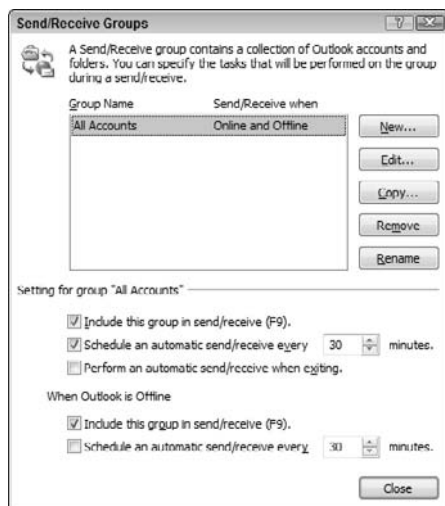 Send/Receive Groups
A Send/Receive group contains a collection of Outlook accounts and
folders. You can specify the tasks that will be performed on the group
during a send/receive.
Group Name Send/Receive when
All Accounts Online and Offline
New...
Edit...
Copy...
Remove
Rename
Setting for group "All Accounts"
Include this group in send/receive (F9).
Schedule an automatic send/receive every 30 minutes.
Perform an automatic send/receive when exiting.
When Outlook is Offline
Include this group in send/receive (F9).
Schedule an automatic send/receive every 30 minutes.
Close